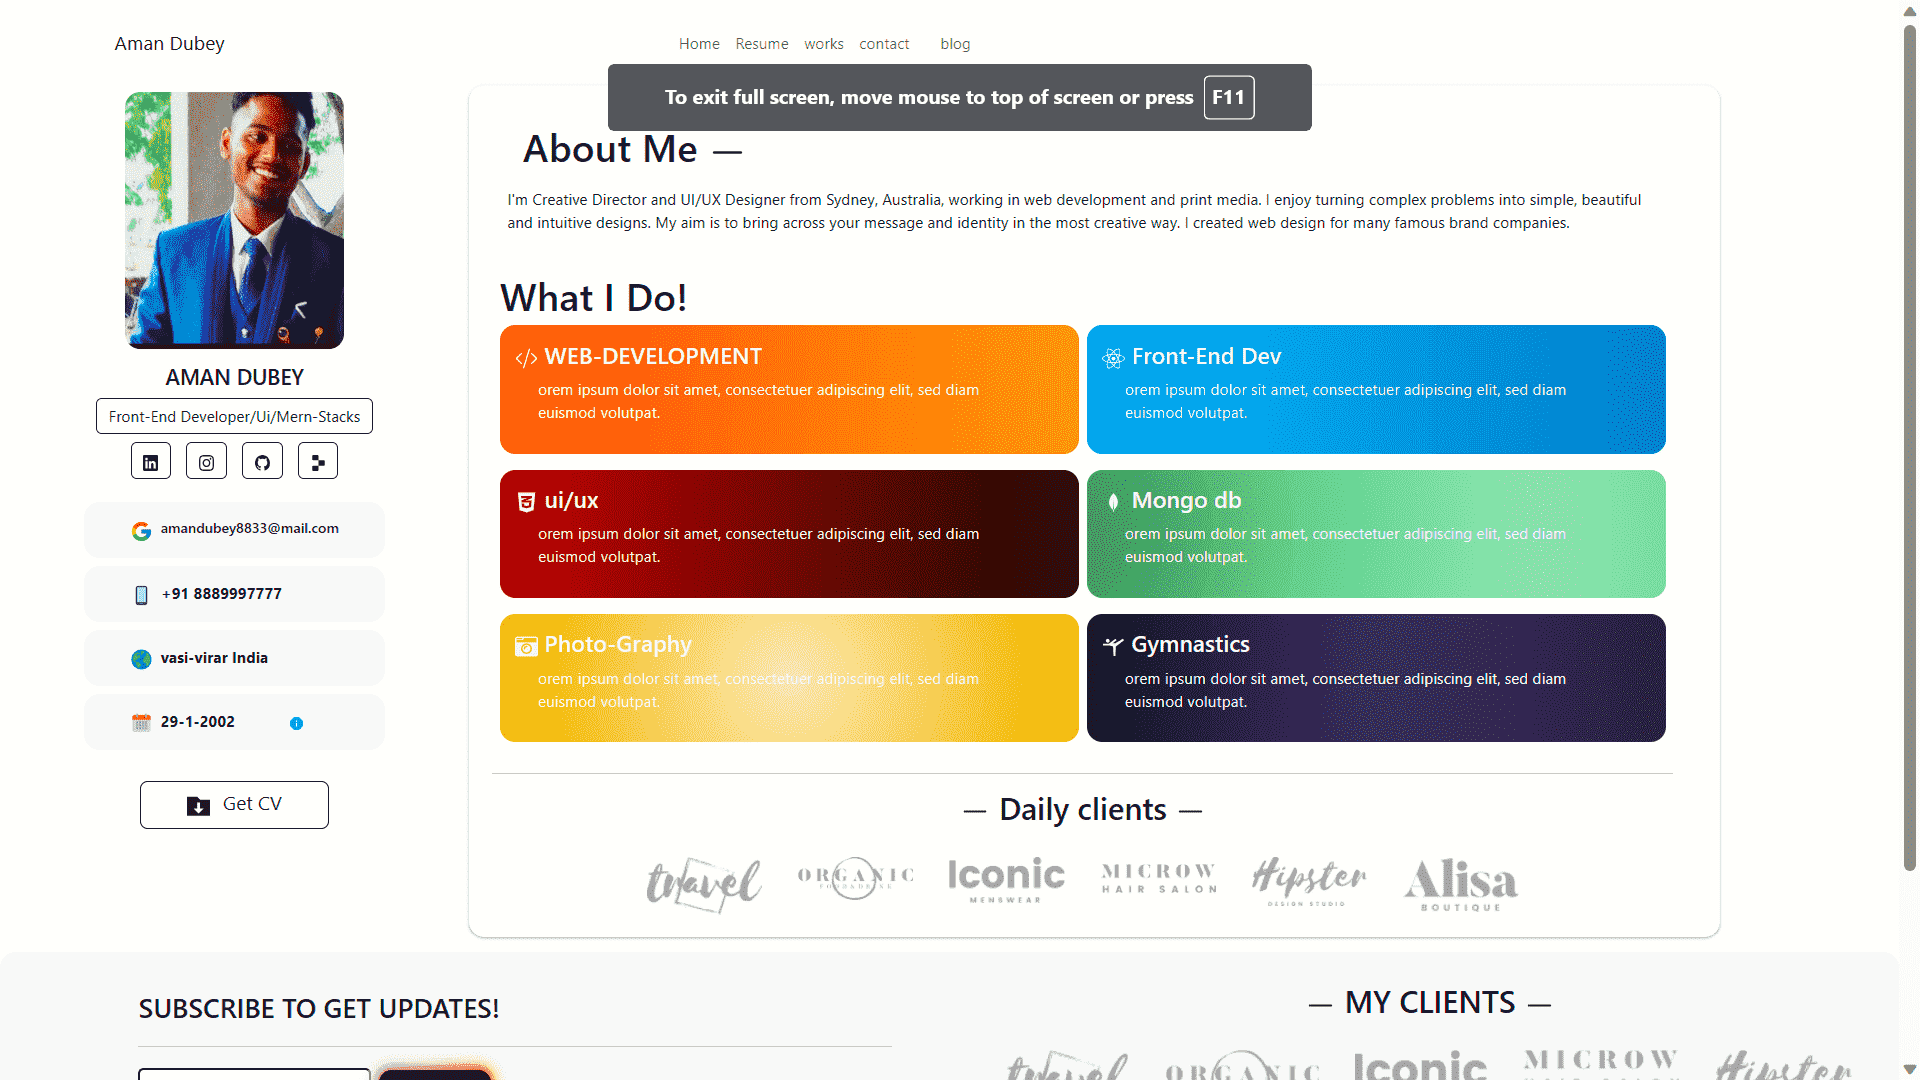 Aman Dubey
Home Resume works contact blog
To exit full screen, move mouse to top of screen or press F11
AMAN DUBEY
Front-End Developer/Ui/Mern-Stacks
amandubey8833@mail.com
+91 8889997777
vasi-virar India
29-1-2002
Get CV
About Me —
I'm Creative Director and UI/UX Designer from Sydney, Australia, working in web development and print media. I enjoy turning complex problems into simple, beautiful
and intuitive designs. My aim is to bring across your message and identity in the most creative way. I created web design for many famous brand companies.
What I Do!
WEB-DEVELOPMENT
orem ipsum dolor sit amet, consectetuer adipiscing elit, sed diam
euismod volutpat.
Front-End Dev
orem ipsum dolor sit amet, consectetuer adipiscing elit, sed diam
euismod volutpat.
ui/ux
orem ipsum dolor sit amet, consectetuer adipiscing elit, sed diam
euismod volutpat.
Mongo db
orem ipsum dolor sit amet, consectetuer adipiscing elit, sed diam
euismod volutpat.
Photo-Graphy
orem ipsum dolor sit amet, consectetuer adipiscing elit, sed diam
euismod volutpat.
Gymnastics
orem ipsum dolor sit amet, consectetuer adipiscing elit, sed diam
euismod volutpat.
— Daily clients —
travel
ORGANIC
FOOD&DRINK
Iconic
MENSWEAR
MICROW
HAIR SALON
Hipster
DESIGN STUDIO
Alisa
BOUTIQUE
SUBSCRIBE TO GET UPDATES!
— MY CLIENTS —
travel
ORGANIC
Iconic
MICROW
HAIR SALON
Hipster